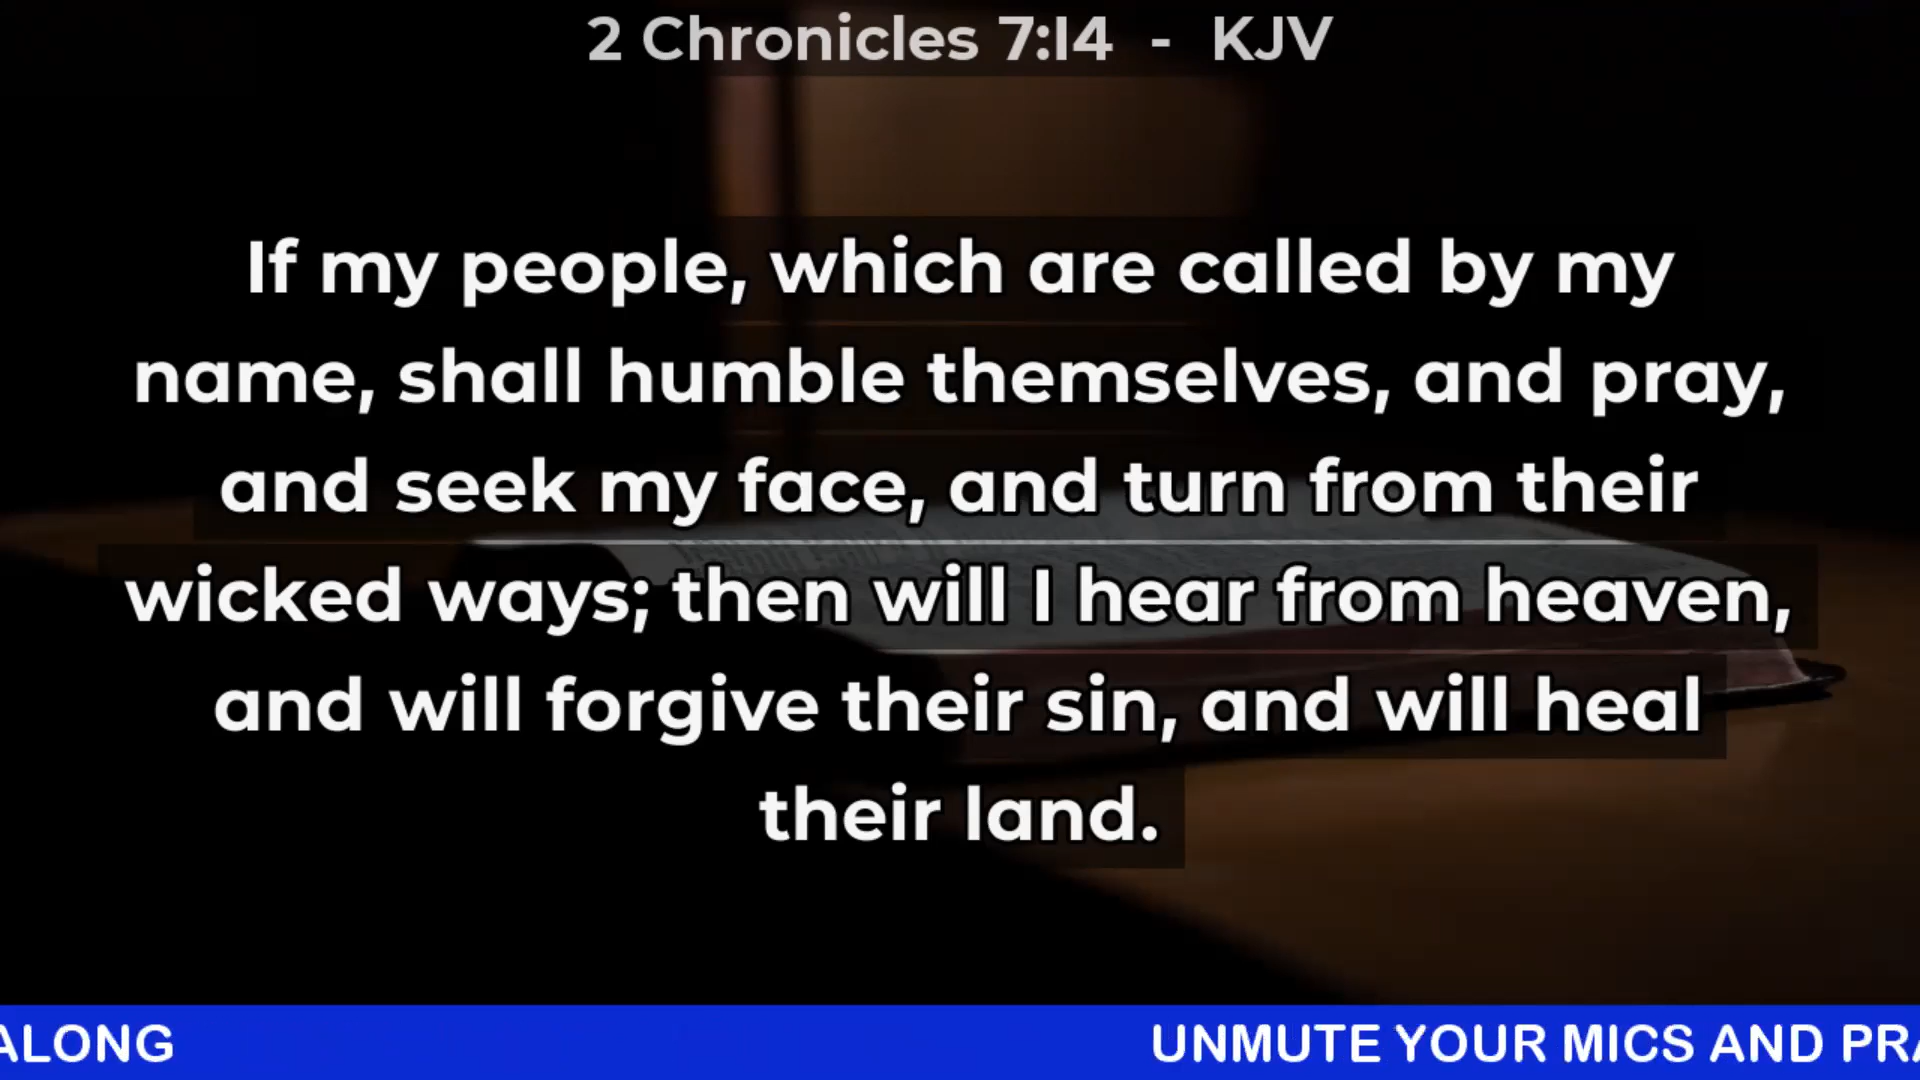 2 Chronicles 7:14 - KJV
If my people, which are called by my
name, shall humble themselves, and pray,
and seek my face, and turn from their
wicked ways; then will I hear from heaven,
and will forgive their sin, and will heal
their land.
ALONG UNMUTE YOUR MICS AND